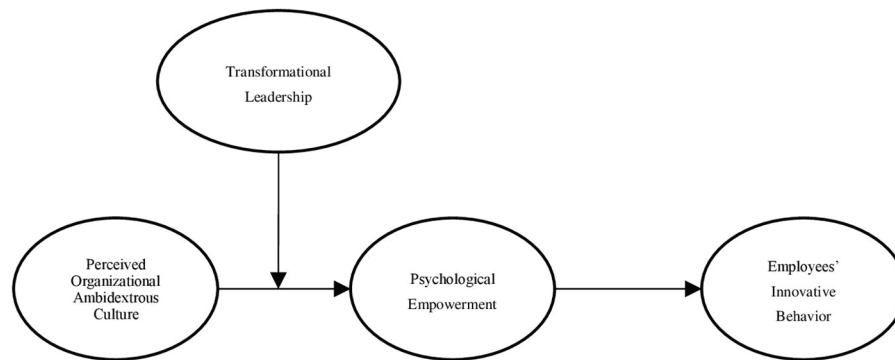 Transformational
Leadership
Perceived
Organizational
Ambidextrous
Culture
Psychological
Empowerment
Employees’
Innovative
Behavior